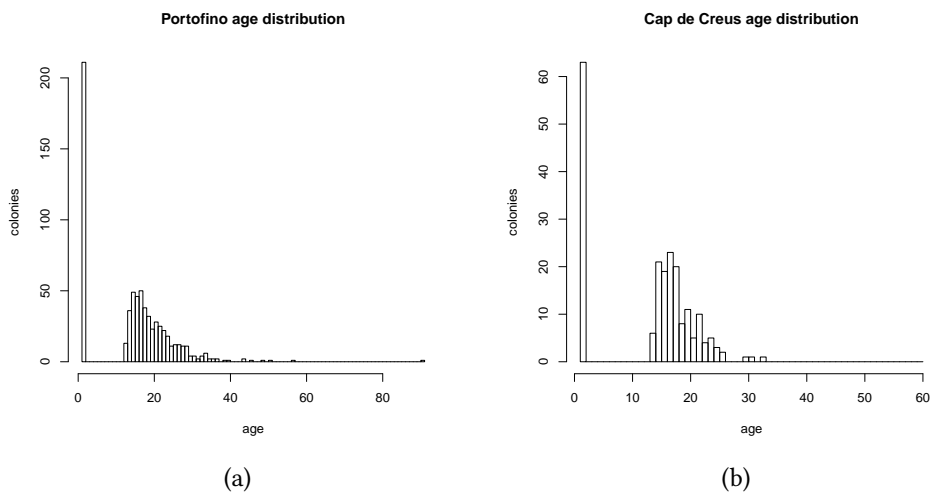 Portofino age distribution
colonies
0 50 100 150 200
0 20 40 60 80
age
(a)
Cap de Creus age distribution
colonies
0 10 20 30 40 50 60
0 10 20 30 40 50 60
age
(b)